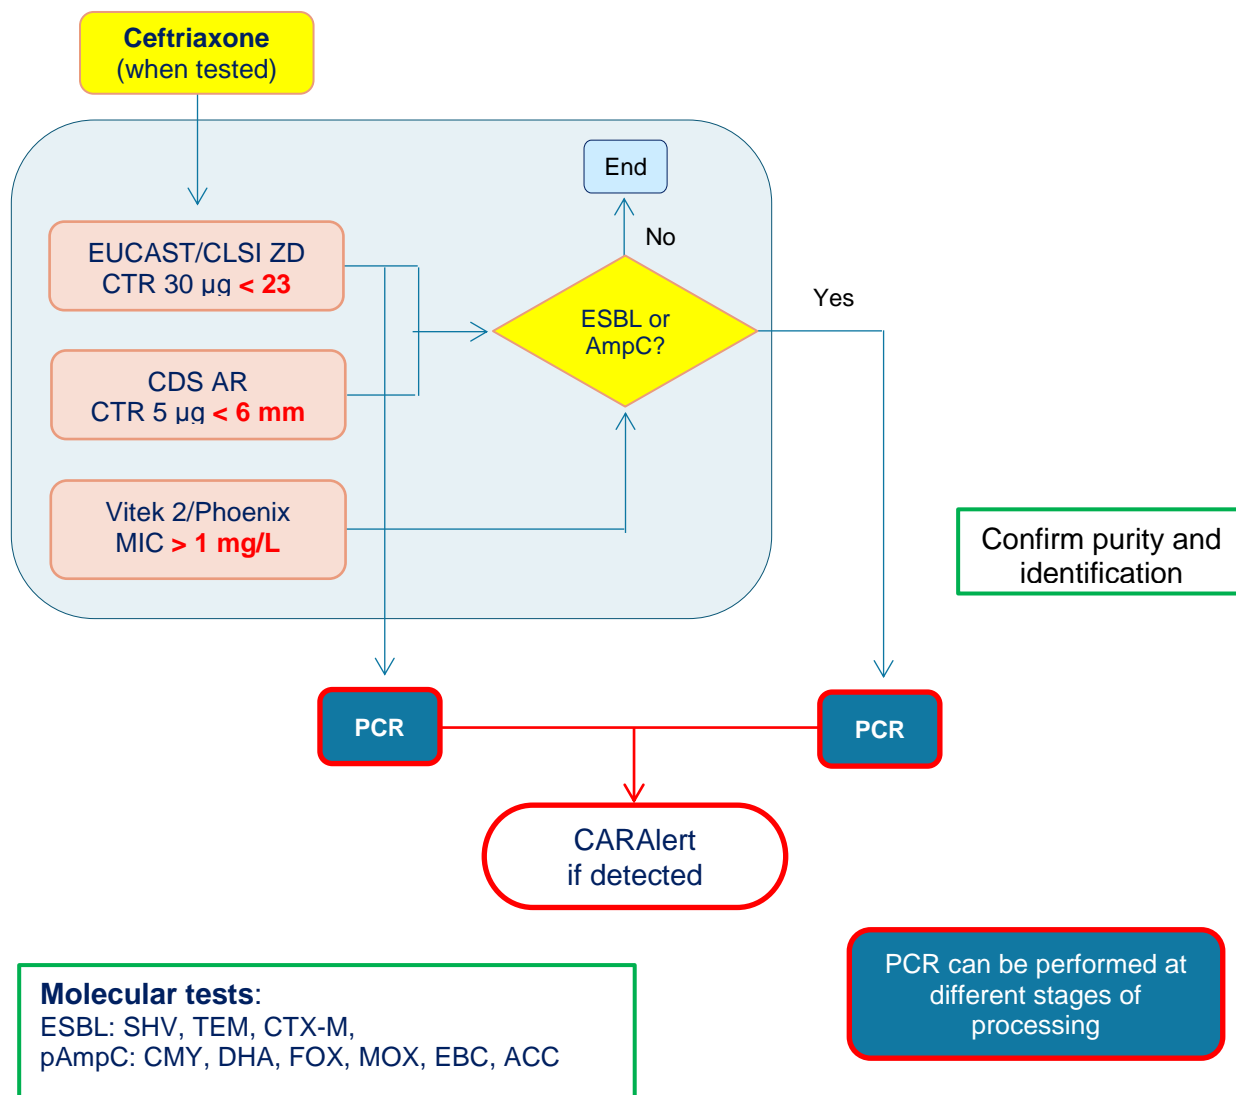 Ceftriaxone
(when tested)
End
No
EUCAST/CLSI ZD
CTR 30 µg < 23
Yes
ESBL or
AmpC?
CDS AR
CTR 5 µg < 6 mm
Vitek 2/Phoenix
MIC > 1 mg/L
Confirm purity and
identification
PCR
PCR
CARAlert
if detected
PCR can be performed at
different stages of
processing
Molecular tests:
ESBL: SHV, TEM, CTX-M,
pAmpC: CMY, DHA, FOX, MOX, EBC, ACC